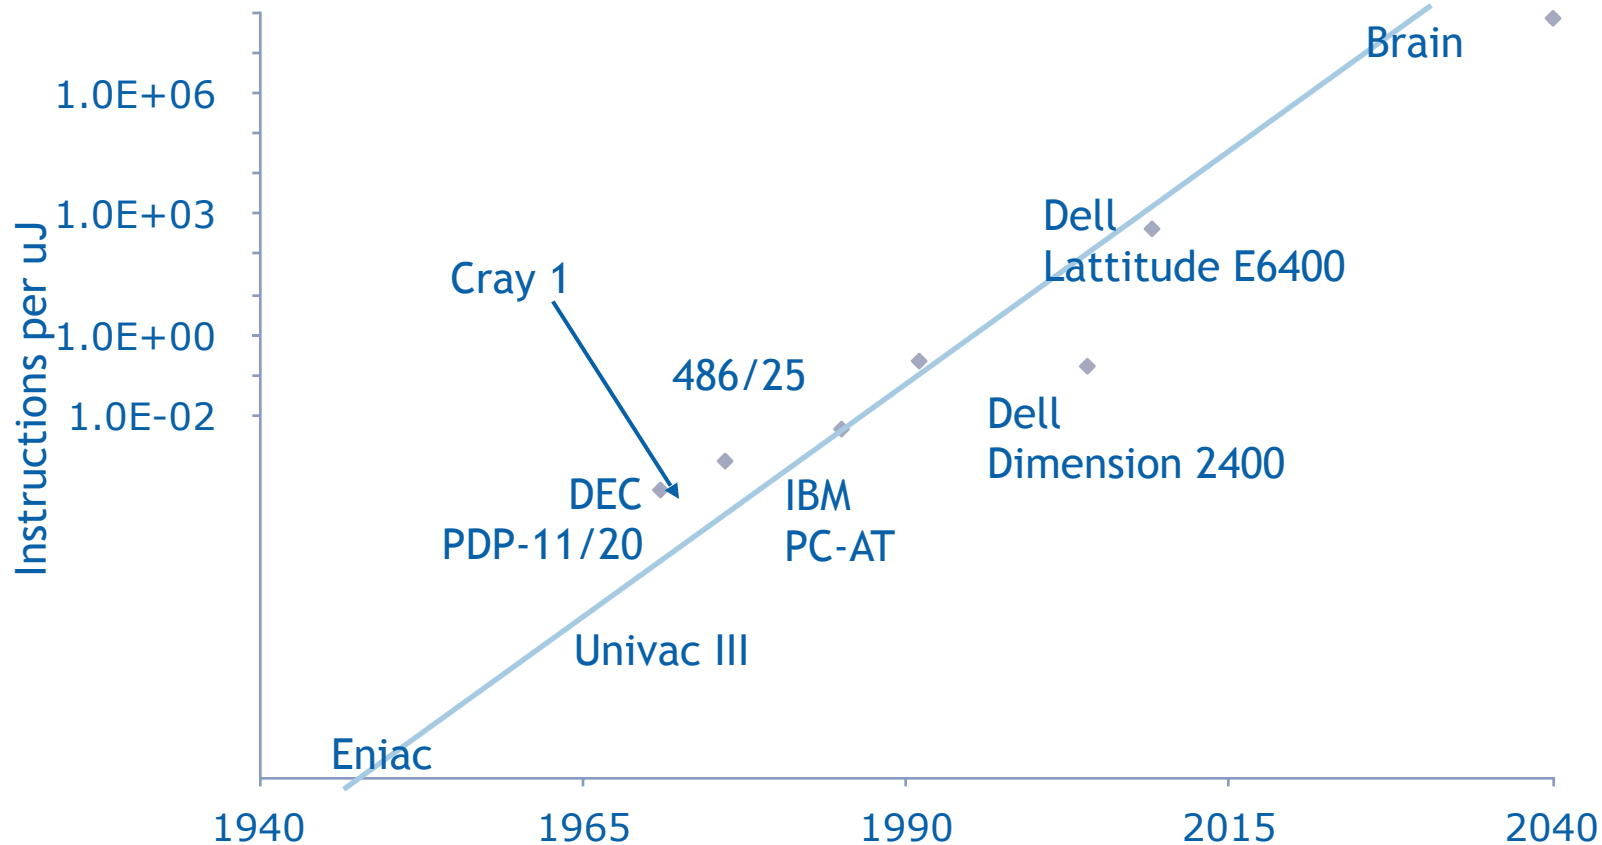 Brain
1.0E+06
Dell
Lattitude E6400
1.0E+03
Instructions per uJ
Cray 1
1.0E+00
486/25
1.0E-02
Dell
Dimension 2400
DEC
PDP-11/20
IBM
PC-AT
Univac III
Eniac
1940
1965
1990
2015
2040